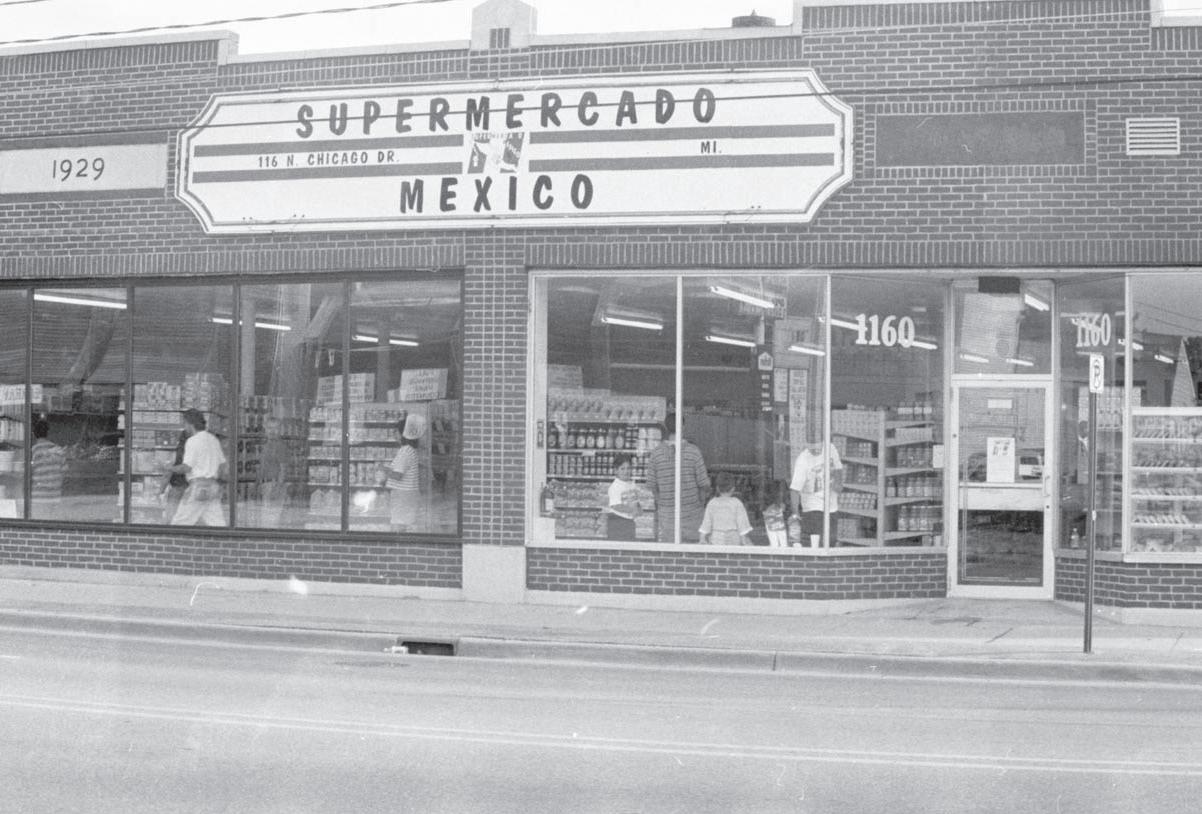 SUPERMERCADO
1929
116 N. CHICAGO DR.
MI.
MEXICO
1160
1160
P